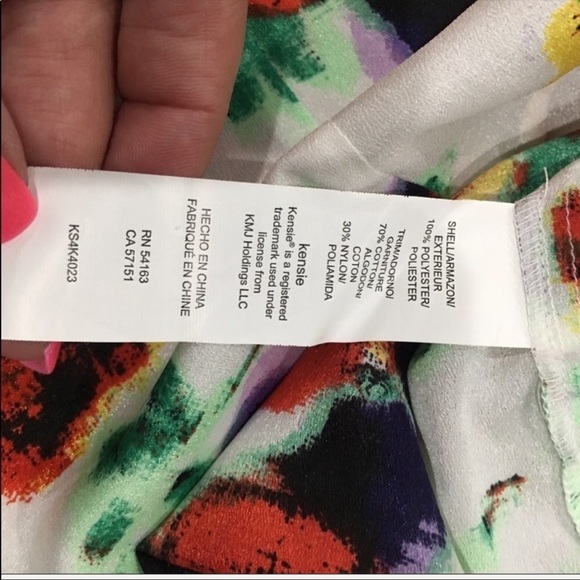 SHELL/ARMAZON/
EXTERIEUR
100% POLYESTER/
POLIESTER
TRIM/ADORNO/
GARNITURE
70% COTTON/
ALGODON/
COTON
30% NYLON/
POLIAMIDA
kensie
Kensie® is a registered
trademark used under
license from
KMJ Holdings LLC
HECHO EN CHINA
FABRIQUÉ EN CHINE
RN 54163
CA 57151
KS4K4023